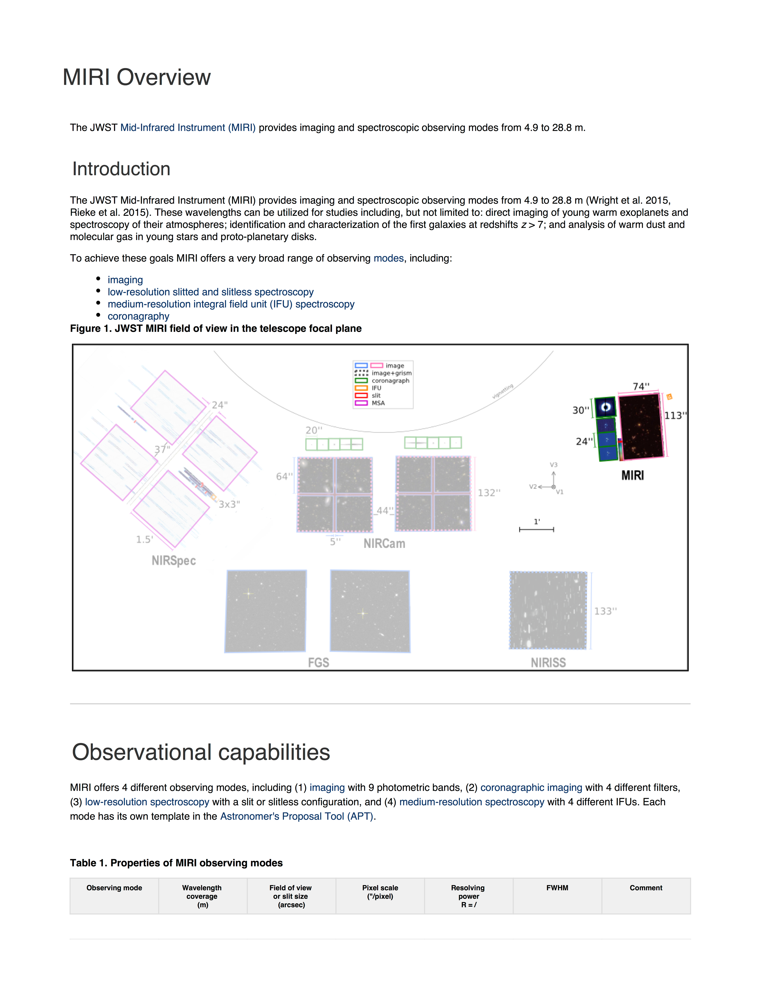 MIRI Overview
The JWST Mid-Infrared Instrument (MIRI) provides imaging and spectroscopic observing modes from 4.9 to 28.8 m.
Introduction
The JWST Mid-Infrared Instrument (MIRI) provides imaging and spectroscopic observing modes from 4.9 to 28.8 m (Wright et al. 2015,
Rieke et al. 2015). These wavelengths can be utilized for studies including, but not limited to: direct imaging of young warm exoplanets and
spectroscopy of their atmospheres; identification and characterization of the first galaxies at redshifts z > 7; and analysis of warm dust and
molecular gas in young stars and proto-planetary disks.
To achieve these goals MIRI offers a very broad range of observing modes, including:
• imaging
• low-resolution slitted and slitless spectroscopy
• medium-resolution integral field unit (IFU) spectroscopy
• coronagraphy
Figure 1. JWST MIRI field of view in the telescope focal plane
image
image+grism
coronagraph
IFU
slit
MSA
vignetting
24"
37"
3x3"
1.5'
NIRSpec
20''
64''
44''
132''
5''
NIRCam
74''
30''
113''
24''
MIRI
V3
V2
V1
1'
FGS
133''
NIRISS
Observational capabilities
MIRI offers 4 different observing modes, including (1) imaging with 9 photometric bands, (2) coronagraphic imaging with 4 different filters,
(3) low-resolution spectroscopy with a slit or slitless configuration, and (4) medium-resolution spectroscopy with 4 different IFUs. Each
mode has its own template in the Astronomer's Proposal Tool (APT).
Table 1. Properties of MIRI observing modes
Observing mode
Wavelength
coverage
(m)
Field of view
or slit size
(arcsec)
Pixel scale
("/pixel)
Resolving
power
R = /
FWHM
Comment